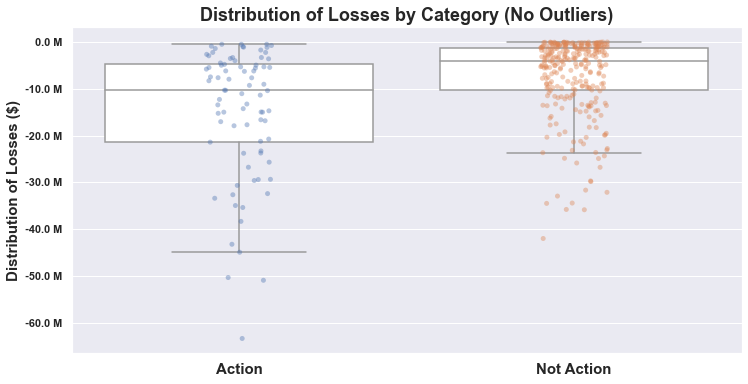 Distribution of Losses by Category (No Outliers)
Distribution of Losses ($)
0.0 M
-10.0 M
-20.0 M
-30.0 M
-40.0 M
-50.0 M
-60.0 M
Action
Not Action